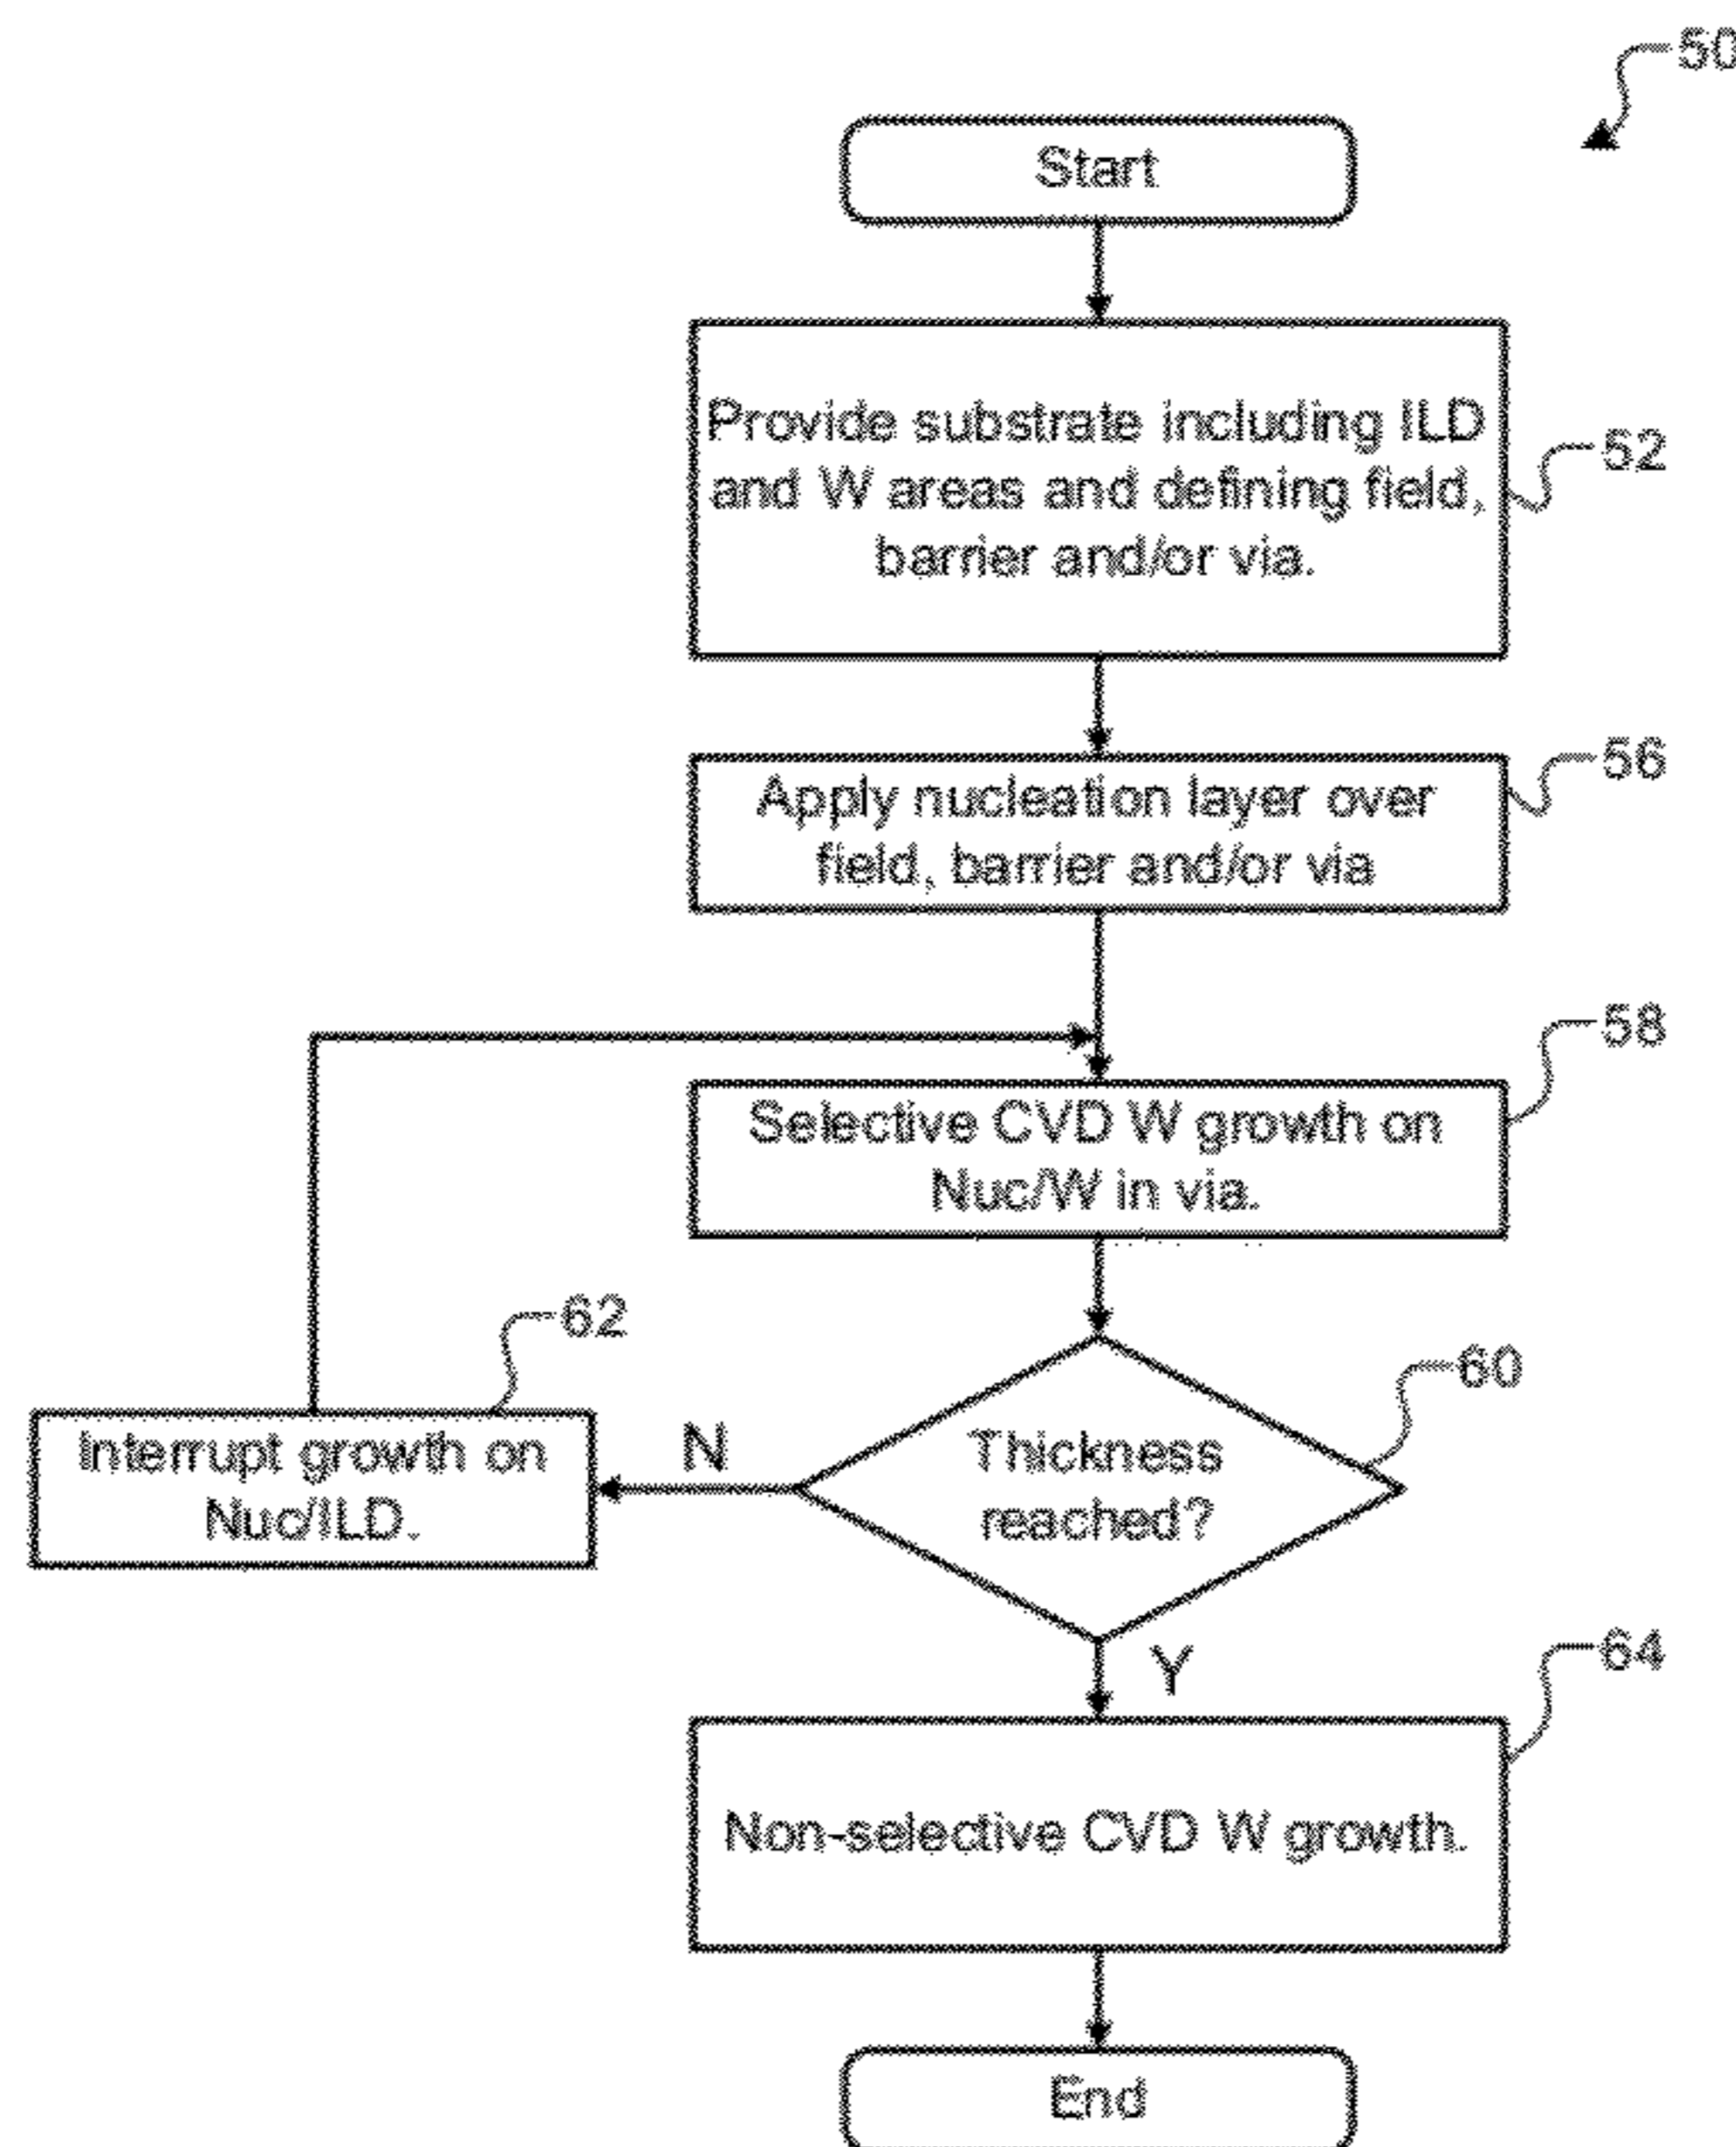 50
Start
Provide substrate including ILD
and W areas and defining field,
barrier and/or via.
52
Apply nucleation layer over
field, barrier and/or via
56
Selective CVD W growth on
Nuc/W in via.
58
Thickness
reached?
60
N
Interrupt growth on
Nuc/ILD.
62
Y
Non-selective CVD W growth.
64
End